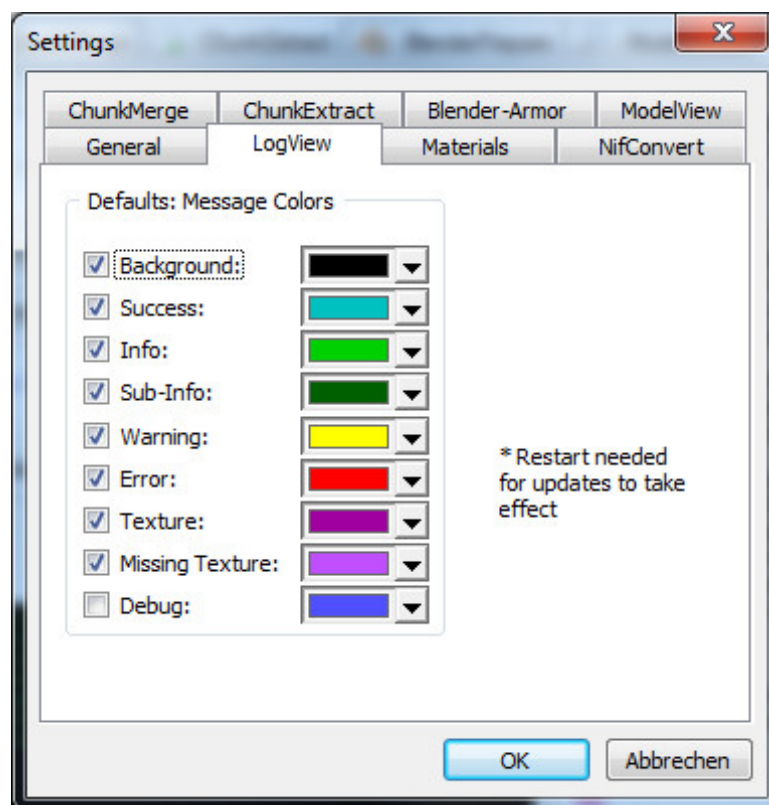 Settings
ChunkMerge ChunkExtract Blender-Armor ModelView
General LogView Materials NifConvert
Defaults: Message Colors
Background:
Success:
Info:
Sub-Info:
Warning:
Error:
Texture:
Missing Texture:
Debug:
* Restart needed
for updates to take
effect
OK Abbrechen